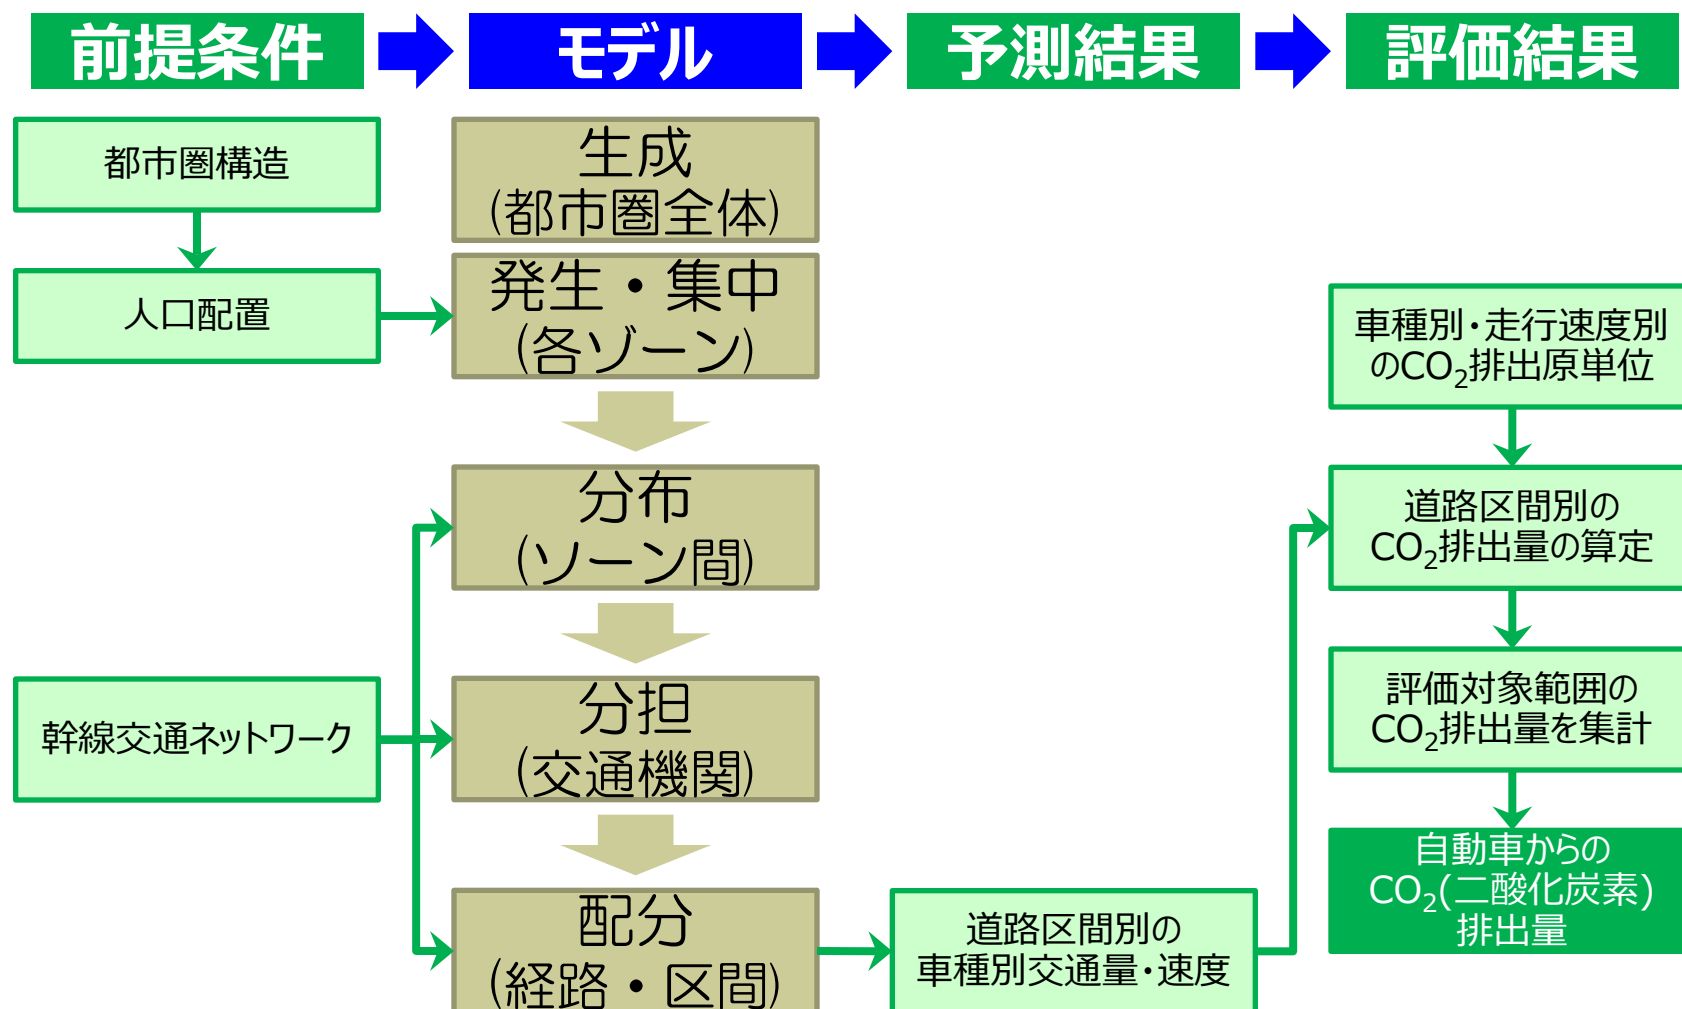 前提条件
モデル
予測結果
評価結果
都市圏構造
人口配置
幹線交通ネットワーク
生成
(都市圏全体)
発生・集中
(各ゾーン)
分布
(ゾーン間)
分担
(交通機関)
配分
(経路・区間)
道路区間別の
車種別交通量・速度
車種別・走行速度別
のCO₂排出原単位
道路区間別の
CO₂排出量の算定
評価対象範囲の
CO₂排出量を集計
自動車からの
CO₂(二酸化炭素)
排出量